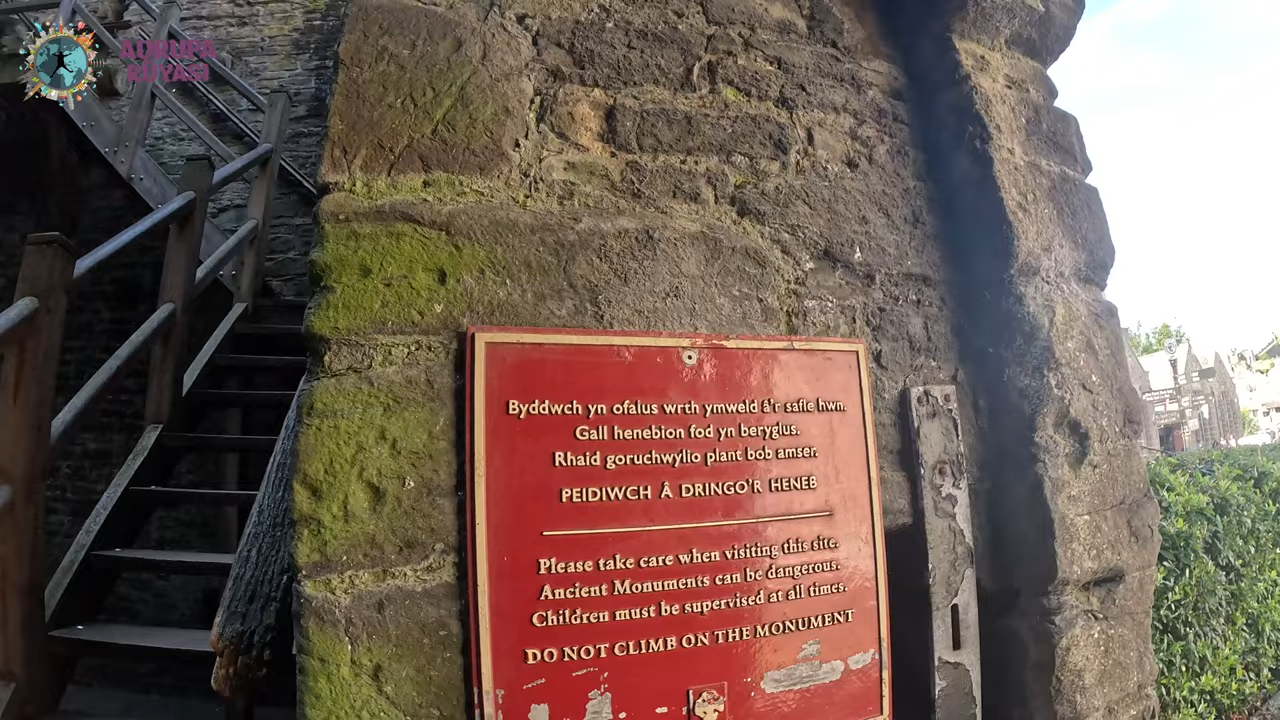 AVRUPA
RÜYASI
Byddwch yn ofalus wrth ymweld â'r safle hwn.
Gall henebion fod yn beryglus.
Rhaid goruchwylio plant bob amser.
PEIDIWCH Â DRINGO'R HENEB
Please take care when visiting this site.
Ancient Monuments can be dangerous.
Children must be supervised at all times.
DO NOT CLIMB ON THE MONUMENT